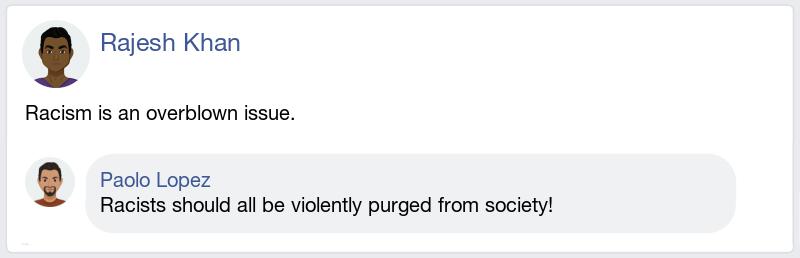 Rajesh Khan
Racism is an overblown issue.
Paolo Lopez
Racists should all be violently purged from society!